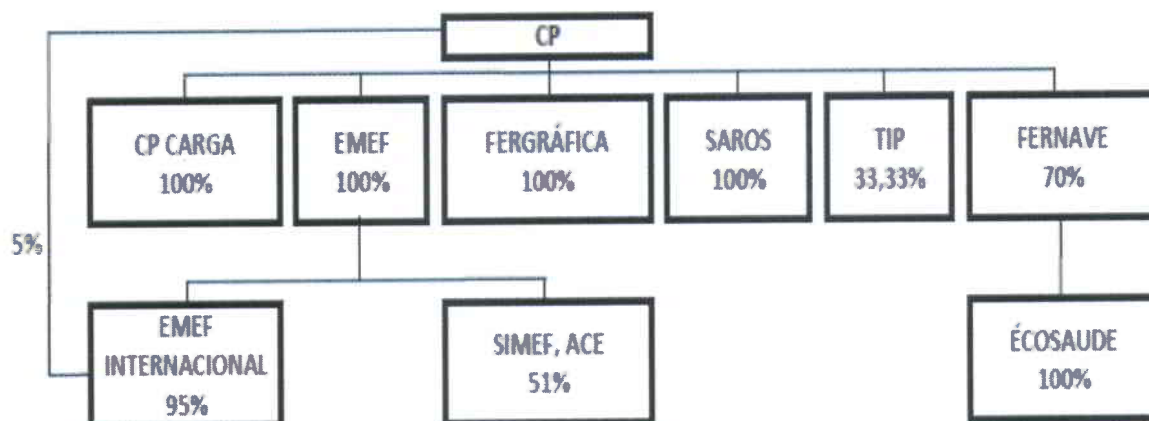 CP
CP CARGA
100%
EMEF
100%
FERGRÁFICA
100%
SAROS
100%
TIP
33,33%
FERNAVE
70%
5%
EMEF
INTERNACIONAL
95%
SIMEF, ACE
51%
ÉCOSAUDE
100%